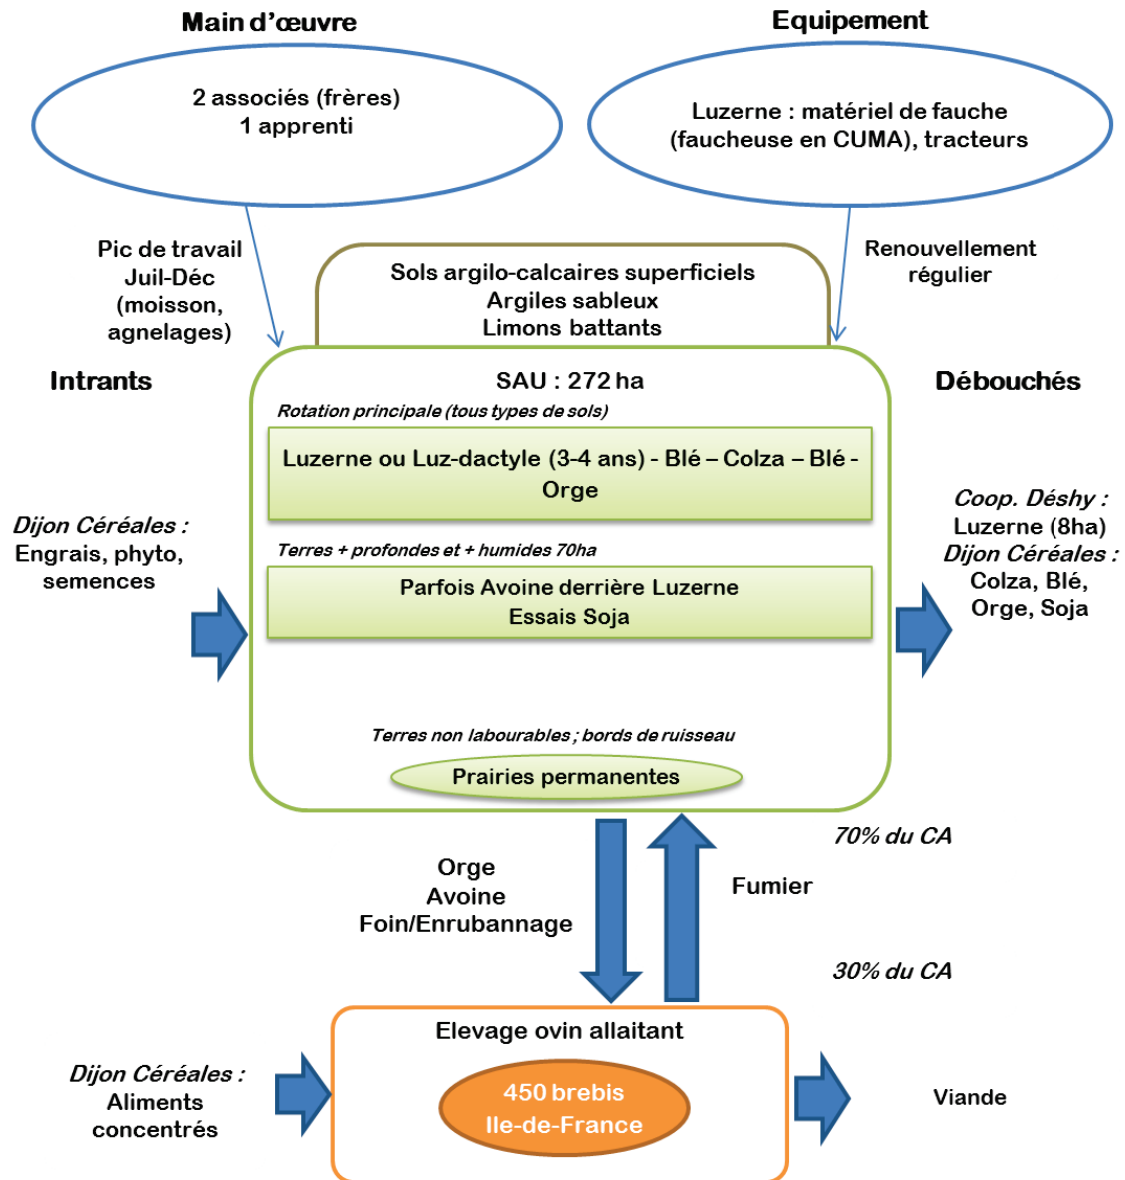 Main d’œuvre
Equipement
2 associés (frères)
1 apprenti
Luzerne : matériel de fauche
(faucheuse en CUMA), tracteurs
Pic de travail
Juil-Déc
(moisson,
agnelages)
Renouvellement
régulier
Sols argilo-calcaires superficiels
Argiles sableux
Limons battants
Intrants
SAU : 272 ha
Débouchés
Rotation principale (tous types de sols)
Luzerne ou Luz-dactyle (3-4 ans) - Blé – Colza – Blé -
Orge
Dijon Céréales :
Engrais, phyto,
semences
Terres + profondes et + humides 70ha
Parfois Avoine derrière Luzerne
Essais Soja
Coop. Déshy :
Luzerne (8ha)
Dijon Céréales :
Colza, Blé,
Orge, Soja
Terres non labourables ; bords de ruisseau
Prairies permanentes
70% du CA
Orge
Avoine
Foin/Enrubannage
Fumier
30% du CA
Elevage ovin allaitant
450 brebis
Ile-de-France
Dijon Céréales :
Aliments
concentrés
Viande